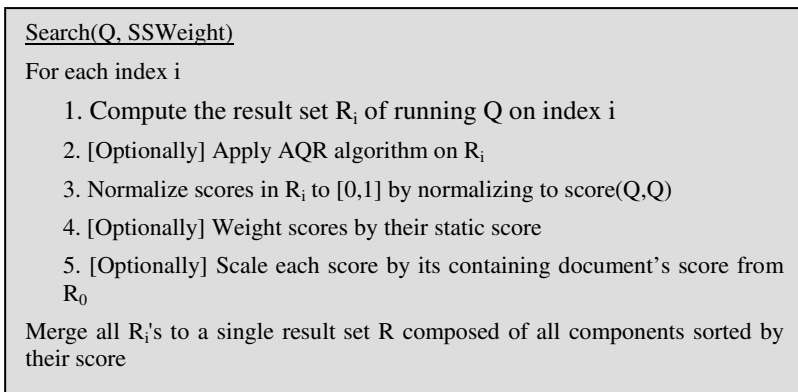 Search(Q, SSWeight)
For each index i
1. Compute the result set Ri of running Q on index i
2. [Optionally] Apply AQR algorithm on Ri
3. Normalize scores in Ri to [0,1] by normalizing to score(Q,Q)
4. [Optionally] Weight scores by their static score
5. [Optionally] Scale each score by its containing document's score from
R0
Merge all Ri's to a single result set R composed of all components sorted by
their score